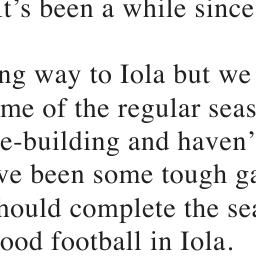 it's been a while since
ng way to Iola but we
me of the regular seas
e-building and haven'
ve been some tough ga
hould complete the sea
ood football in Iola.